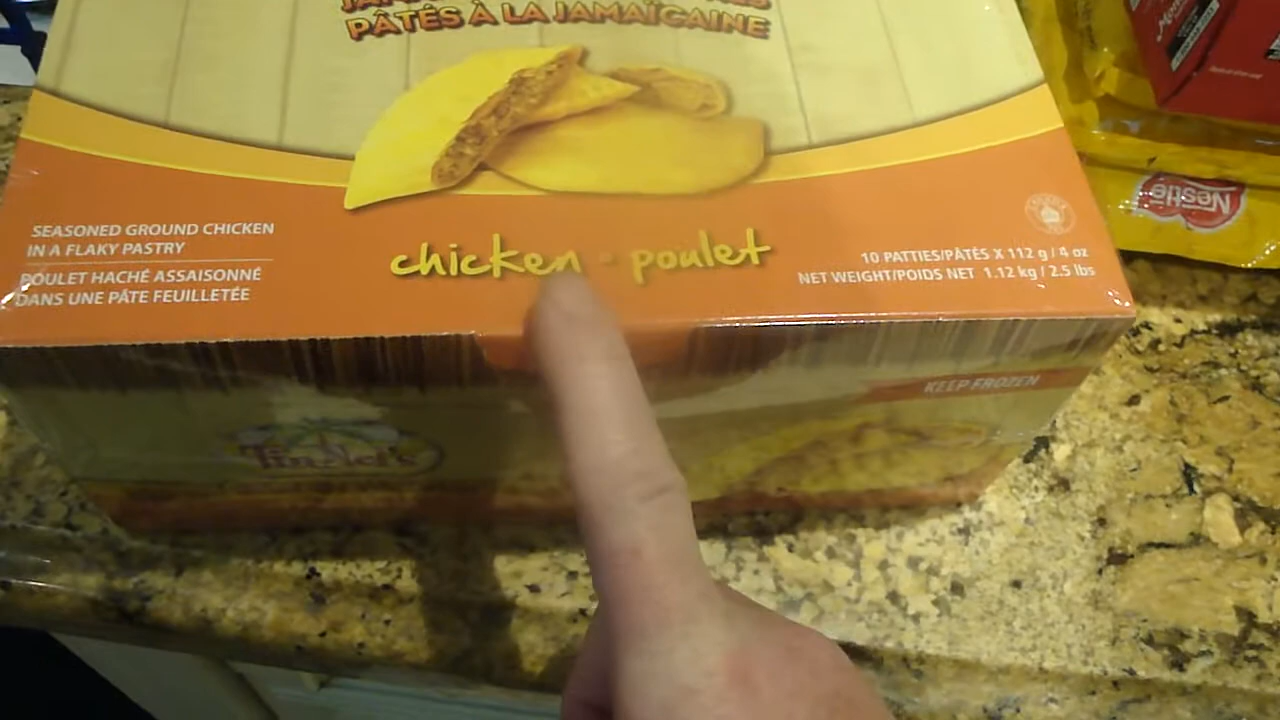 PÂTÉS À LA JAMAÏCAINE
SEASONED GROUND CHICKEN
IN A FLAKY PASTRY
POULET HACHÉ ASSAISONNÉ
DANS UNE PÂTE FEUILLETÉE
chicken - poulet
10 PATTIES/PÂTÉS X 112 g / 4 oz
NET WEIGHT/POIDS NET 1.12 kg / 2.5 lbs
KEEP FROZEN
Nestlé